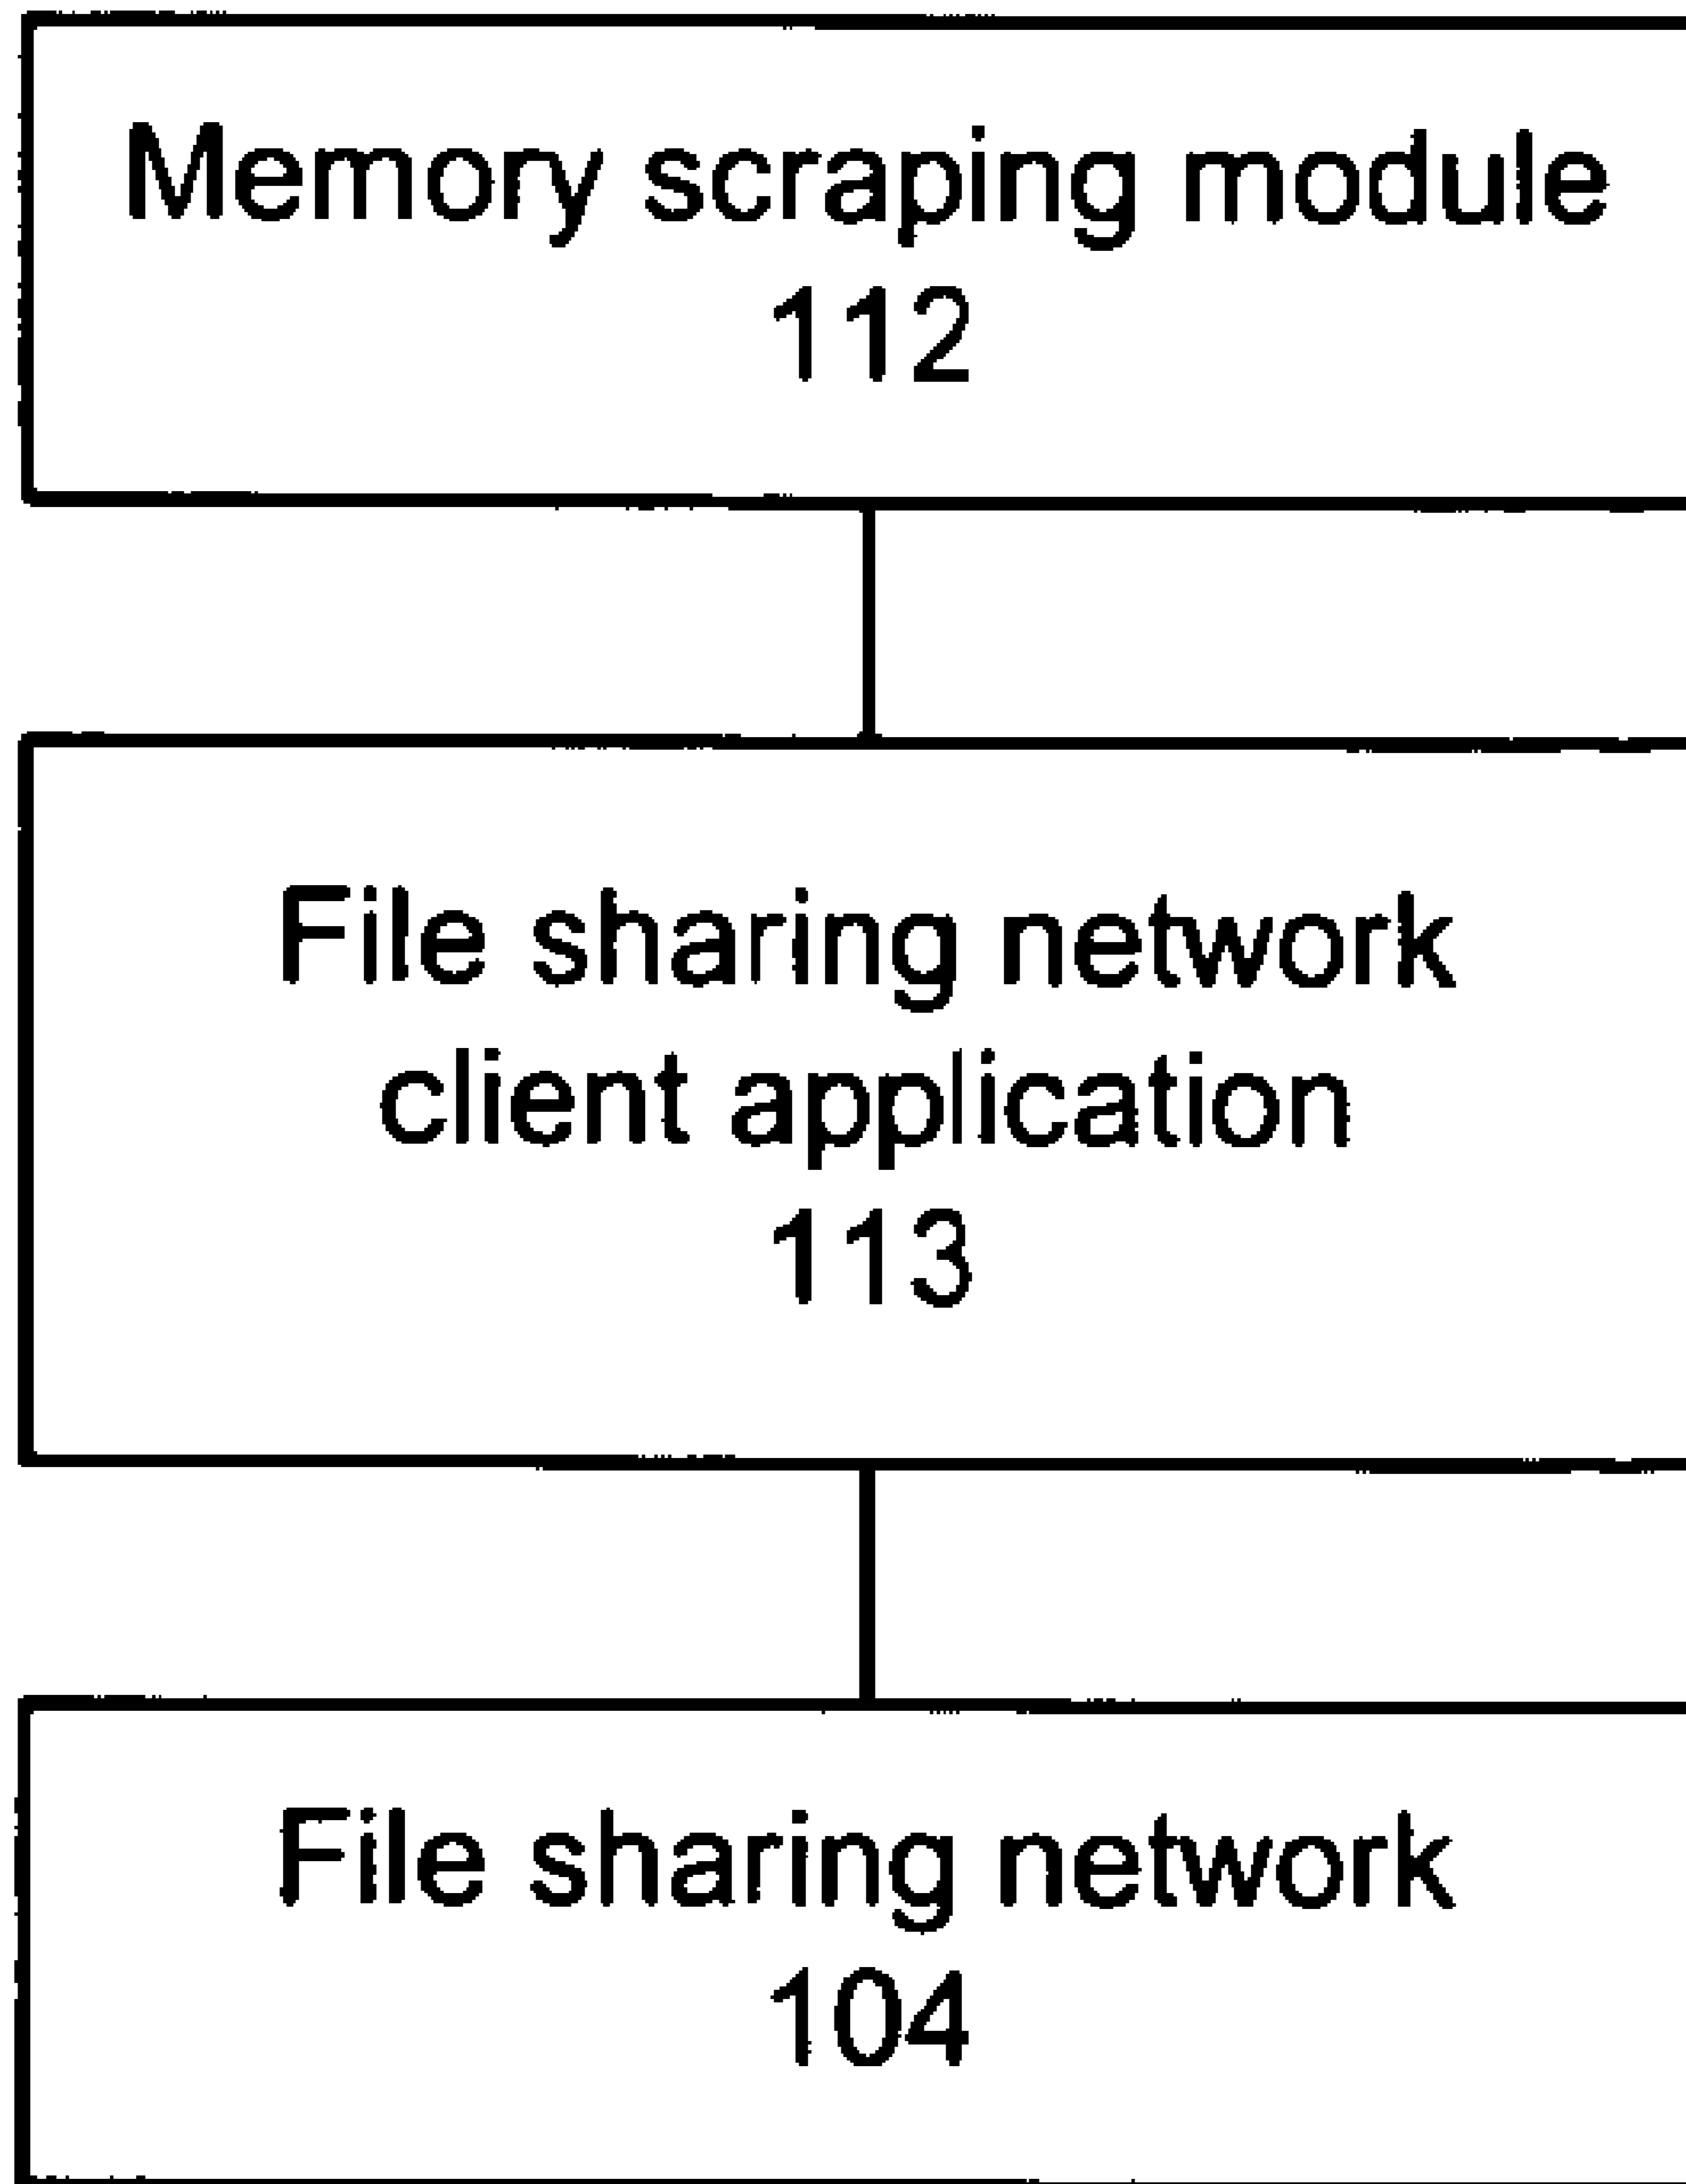 Memory scraping module
112
File sharing network
client application
113
File sharing network
104